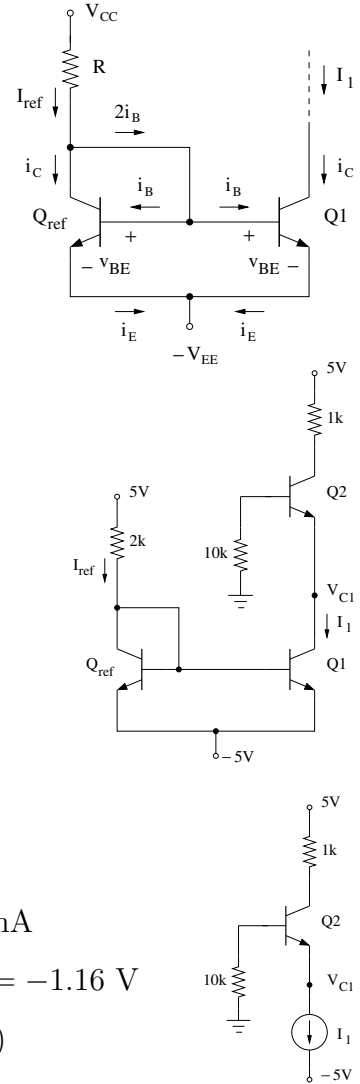 V_CC
R
I_ref
I_1
2i_B
i_C
i_C
i_B
i_B
Q_ref
Q1
+
+
− v_BE
v_BE −
i_E
i_E
−V_EE
5V
1k
Q2
5V
2k
10k
I_ref
V_C1
I_1
Q_ref
Q1
−5V
5V
1k
Q2
10k
V_C1
I_1
−5V
= −1.16 V
)